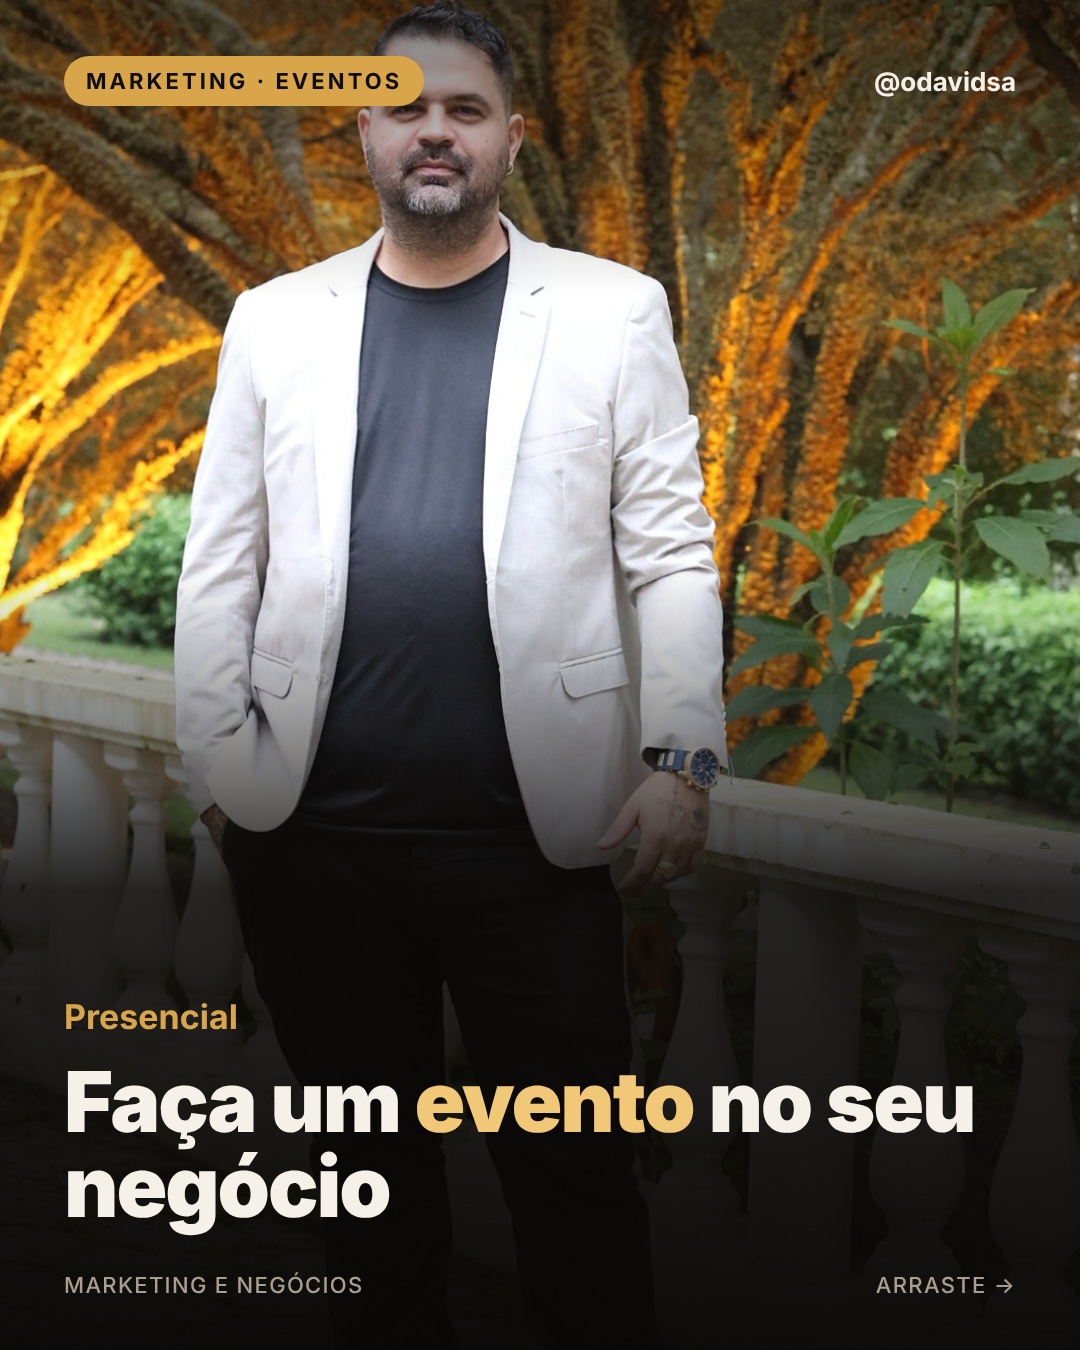 MARKETING · EVENTOS
@odavidsa
Presencial
Faça um evento no seu
negócio
MARKETING E NEGÓCIOS
ARRASTE →